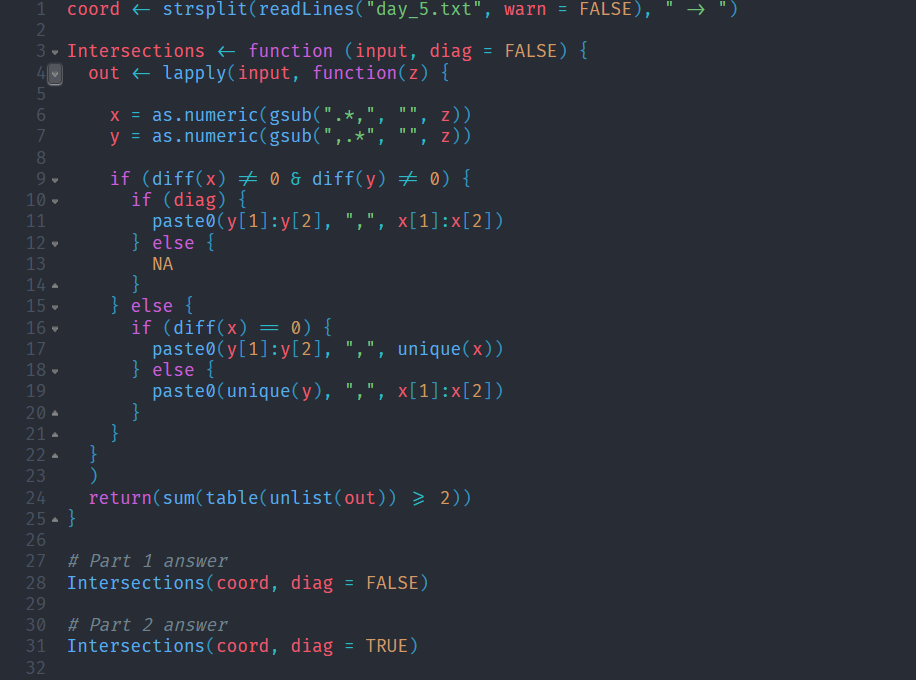 1 coord <- strsplit(readLines("day_5.txt", warn = FALSE), " -> ")
2
3 Intersections <- function (input, diag = FALSE) {
4   out <- lapply(input, function(z) {
5
6     x = as.numeric(gsub(".*,", "", z))
7     y = as.numeric(gsub(",.*", "", z))
8
9     if (diff(x) != 0 & diff(y) != 0) {
10       if (diag) {
11         paste0(y[1]:y[2], ",", x[1]:x[2])
12       } else {
13         NA
14       }
15     } else {
16       if (diff(x) == 0) {
17         paste0(y[1]:y[2], ",", unique(x))
18       } else {
19         paste0(unique(y), ",", x[1]:x[2])
20       }
21     }
22   }
23   )
24   return(sum(table(unlist(out)) >= 2))
25 }
26
27 # Part 1 answer
28 Intersections(coord, diag = FALSE)
29
30 # Part 2 answer
31 Intersections(coord, diag = TRUE)
32